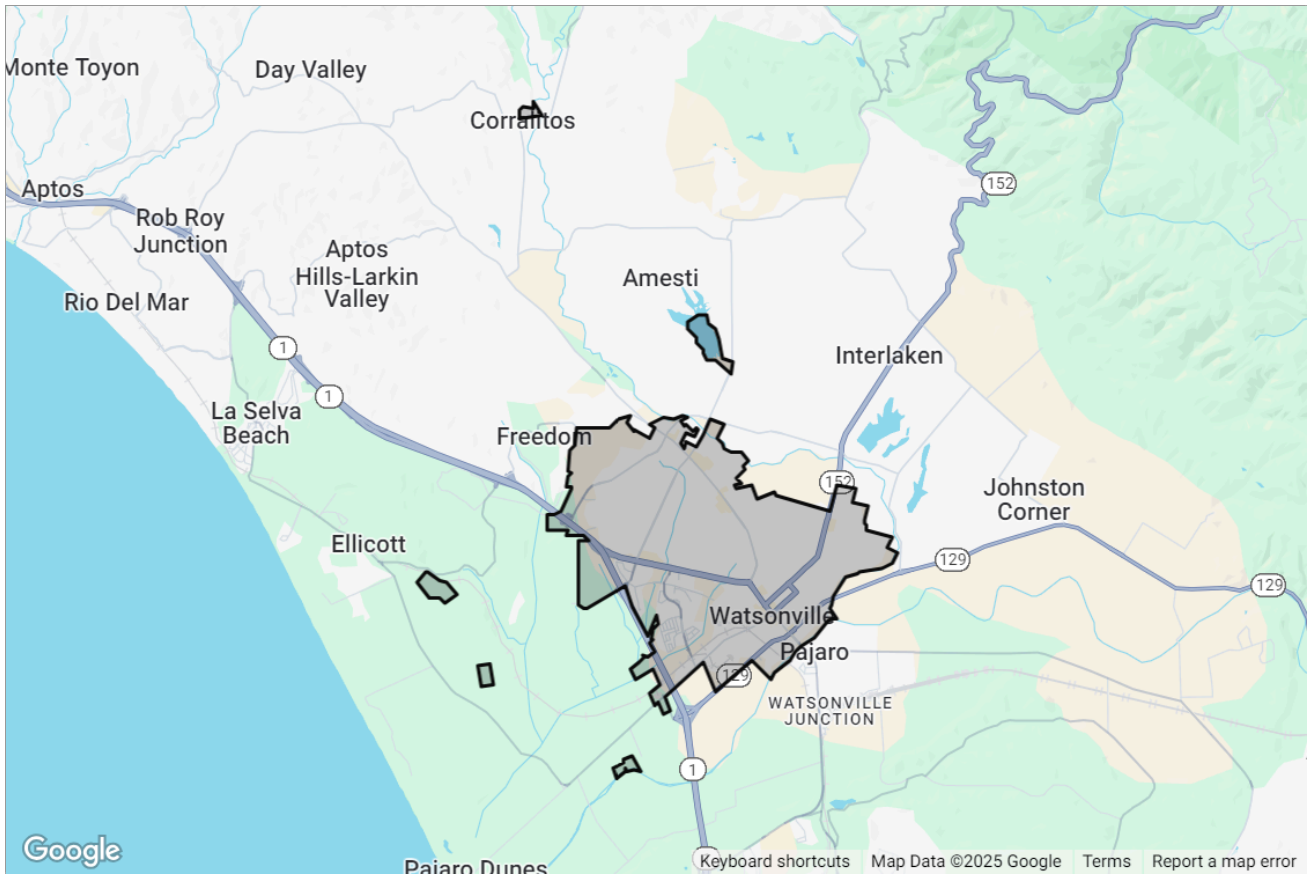 Monte Toyon
Day Valley
Corralitos
152
Aptos
Rob Roy
Junction
Aptos
Hills-Larkin
Valley
Amesti
Rio Del Mar
1
Interlaken
1
La Selva
Beach
Freedom
152
Johnston
Corner
Ellicott
129
129
Watsonville
Pajaro
129
WATSONVILLE
JUNCTION
1
1
Google
Pajaro Dunes
Keyboard shortcuts
Map Data ©2025 Google
Terms
Report a map error